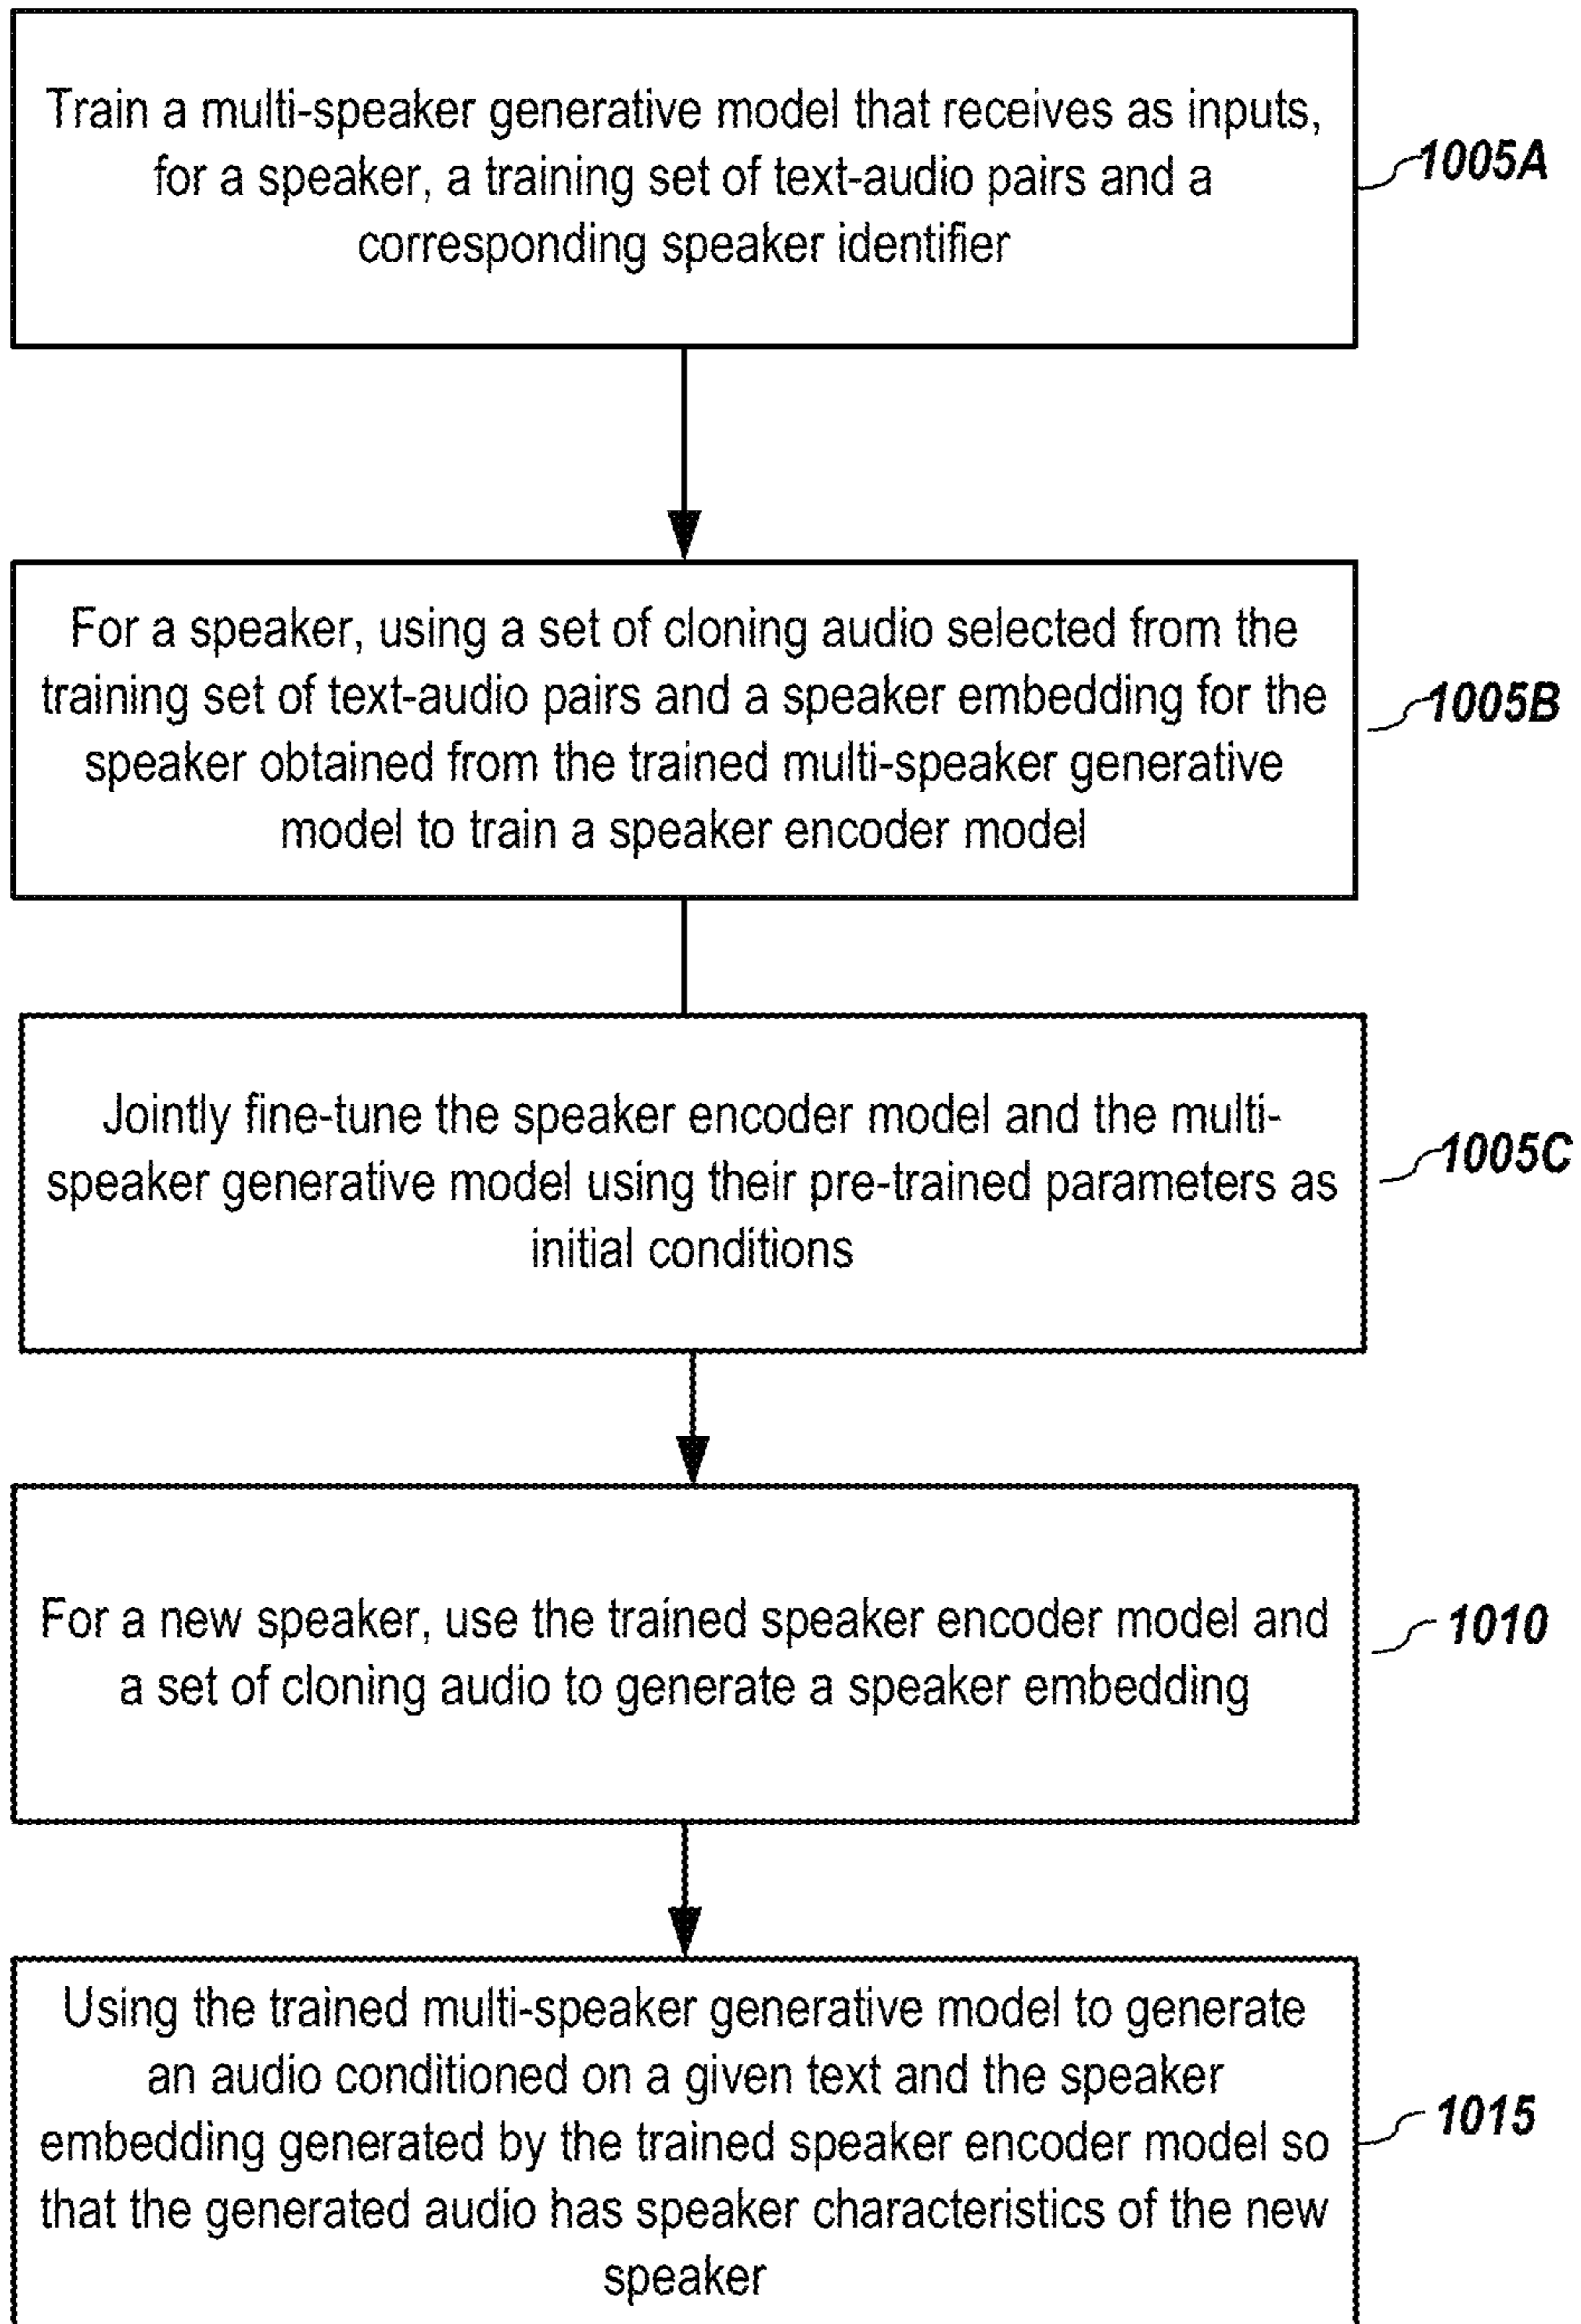 Train a multi-speaker generative model that receives as inputs,
for a speaker, a training set of text-audio pairs and a
corresponding speaker identifier
1005A
For a speaker, using a set of cloning audio selected from the
training set of text-audio pairs and a speaker embedding for the
speaker obtained from the trained multi-speaker generative
model to train a speaker encoder model
1005B
Jointly fine-tune the speaker encoder model and the multi-
speaker generative model using their pre-trained parameters as
initial conditions
1005C
For a new speaker, use the trained speaker encoder model and
a set of cloning audio to generate a speaker embedding
1010
Using the trained multi-speaker generative model to generate
an audio conditioned on a given text and the speaker
embedding generated by the trained speaker encoder model so
that the generated audio has speaker characteristics of the new
speaker
1015